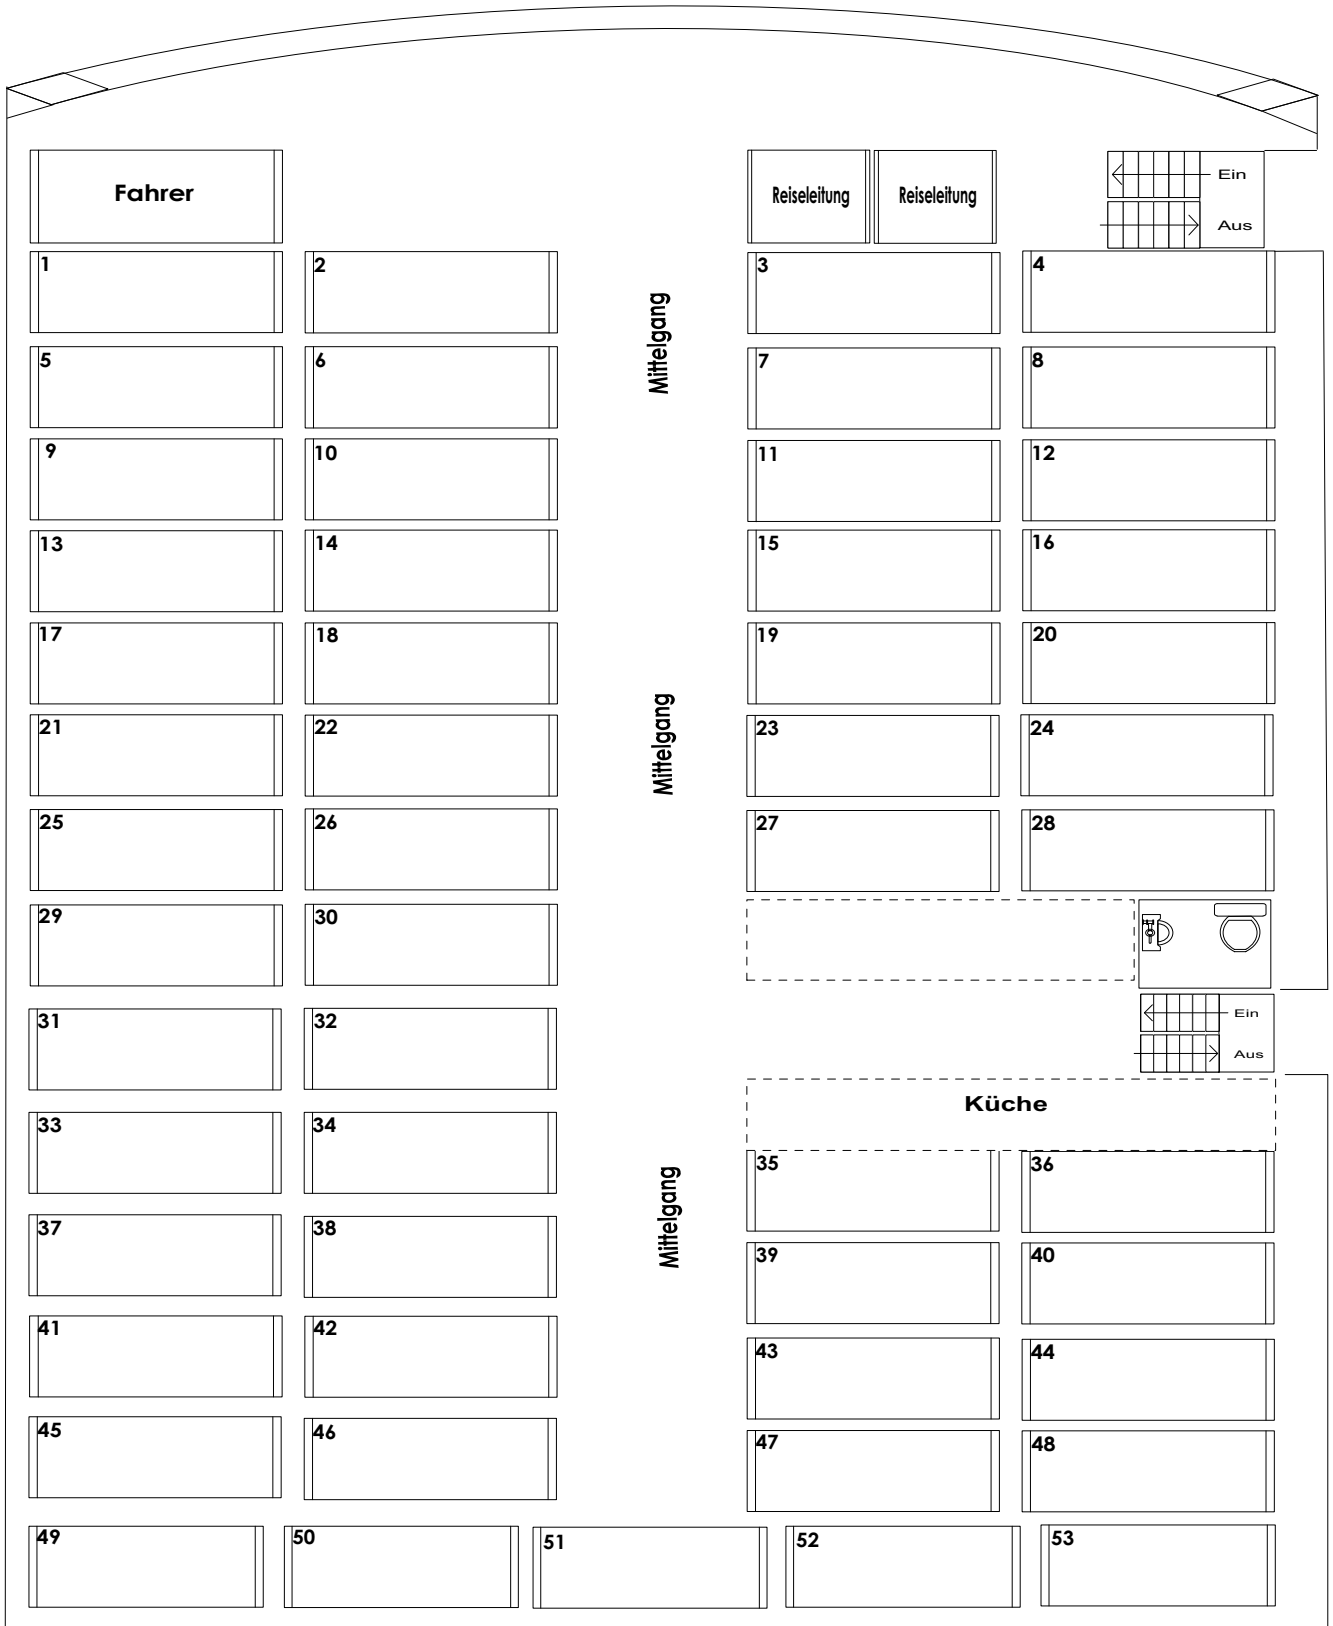 Fahrer
Reiseleitung Reiseleitung
Ein
Aus
1 2 3 4
Mittelgang
5 6 7 8
9 10 11 12
13 14 15 16
17 18 19 20
Mittelgang
21 22 23 24
25 26 27 28
29 30
31 32
Ein
Aus
Küche
33 34
35 36
Mittelgang
37 38 39 40
41 42 43 44
45 46 47 48
49 50 51 52 53